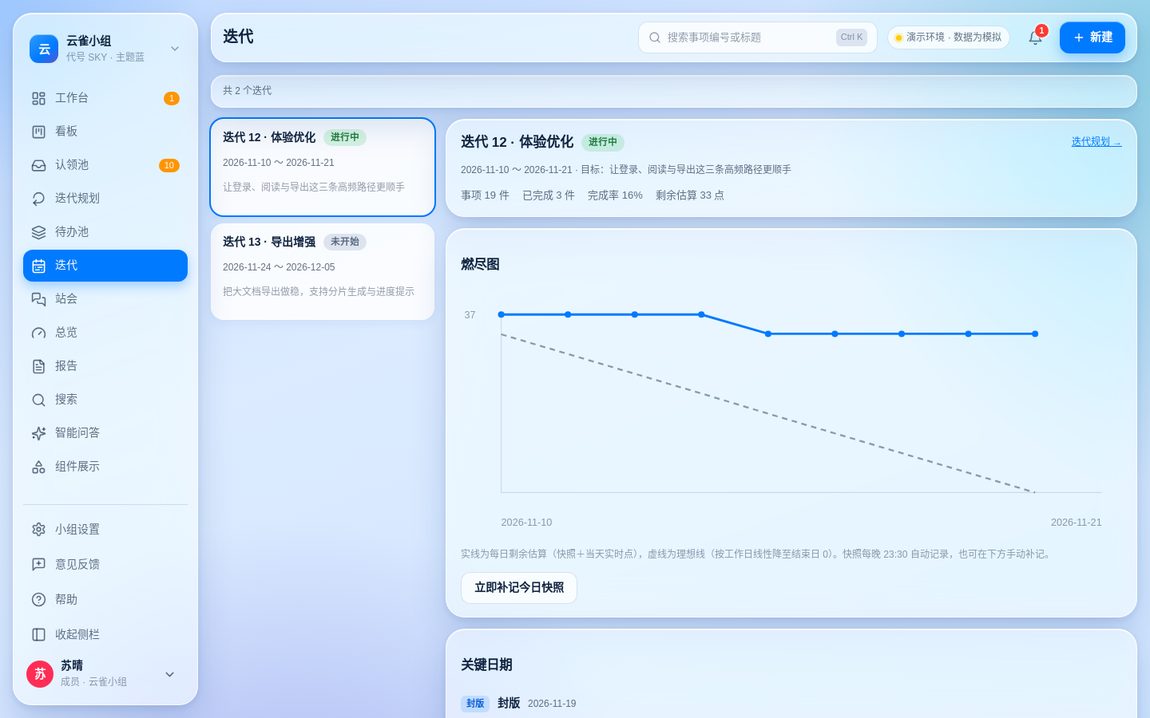 云
云雀小组
代号 SKY · 主题蓝
工作台
1
看板
认领池
10
迭代规划
待办池
迭代
站会
总览
报告
搜索
智能问答
组件展示
小组设置
意见反馈
帮助
收起侧栏
苏
苏晴
成员 · 云雀小组
迭代
搜索事项编号或标题
Ctrl K
演示环境 · 数据为模拟
1
新建
共 2 个迭代
迭代 12 · 体验优化
进行中
2026-11-10 ～ 2026-11-21
让登录、阅读与导出这三条高频路径更顺手
迭代 13 · 导出增强
未开始
2026-11-24 ～ 2026-12-05
把大文档导出做稳，支持分片生成与进度提示
迭代 12 · 体验优化
进行中
迭代规划 →
2026-11-10 ～ 2026-11-21 · 目标：让登录、阅读与导出这三条高频路径更顺手
事项 19 件 已完成 3 件 完成率 16% 剩余估算 33 点
燃尽图
37
2026-11-10
2026-11-21
实线为每日剩余估算（快照＋当天实时点），虚线为理想线（按工作日线性降至结束日 0）。快照每晚 23:30 自动记录，也可在下方手动补记。
立即补记今日快照
关键日期
封版
封版
2026-11-19